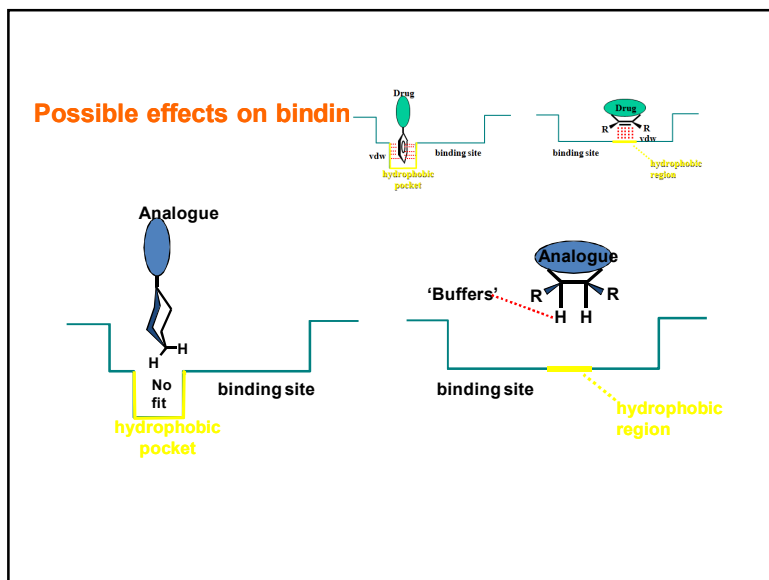 Possible effects on bindin
Drug
vdw
binding site
hydrophobic
pocket
Drug
R
R
vdw
binding site
hydrophobic
region
Analogue
H
H
No
fit
binding site
hydrophobic
pocket
Analogue
'Buffers'
R
R
H
H
binding site
hydrophobic
region